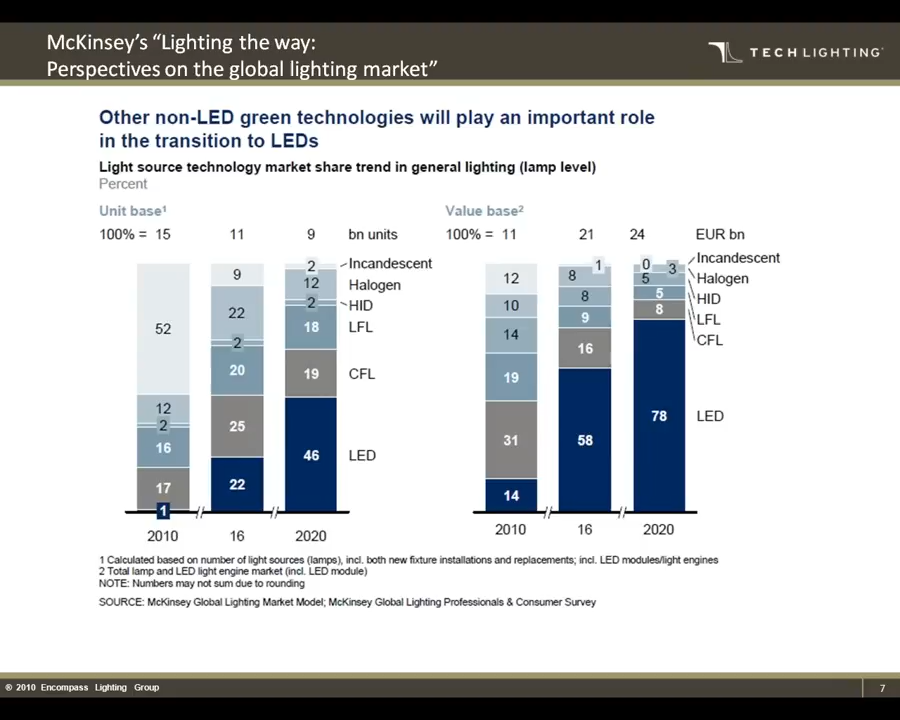 McKinsey's “Lighting the way:
Perspectives on the global lighting market”
TECH LIGHTING
Other non-LED green technologies will play an important role
in the transition to LEDs
Light source technology market share trend in general lighting (lamp level)
Percent
Unit base¹
100% = 15 11 9 bn units
52 12 2 16 17 1
9 22 2 20 25 22
2 12 2 18 19 46
Incandescent
Halogen
HID
LFL
CFL
LED
2010 16 2020
Value base²
100% = 11 21 24 EUR bn
12 10 14 19 31 14
1 8 8 9 16 58
0 3 5 5 8 78
Incandescent
Halogen
HID
LFL
CFL
LED
2010 16 2020
1 Calculated based on number of light sources (lamps), incl. both new fixture installations and replacements; incl. LED modules/light engines
2 Total lamp and LED light engine market (incl. LED module)
NOTE: Numbers may not sum due to rounding
SOURCE: McKinsey Global Lighting Market Model; McKinsey Global Lighting Professionals & Consumer Survey
® 2010 Encompass Lighting Group
7